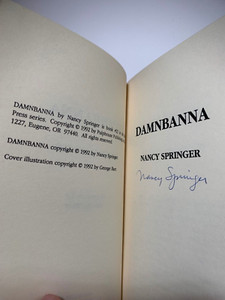 DAMNBANNA by Nancy Springer is book
Press series. Copyright © 1992 by Pulphouse
1227, Eugene, OR 97440. All rights reserved.
DAMNBANNA copyright © 1992 by Nancy Springer
Cover illustration copyright © 1992 by George Barr
DAMNBANNA
NANCY SPRINGER
Nancy Springer